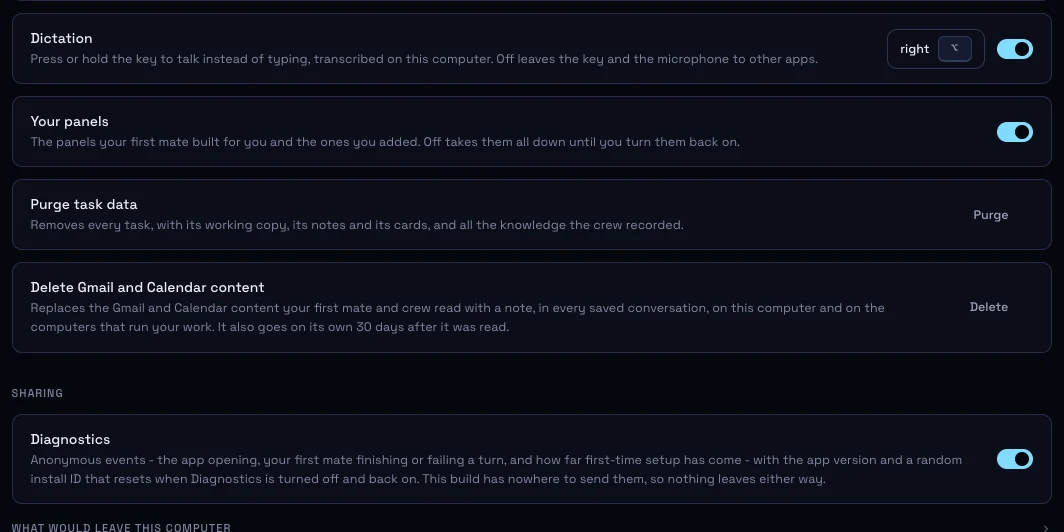 Dictation
Press or hold the key to talk instead of typing, transcribed on this computer. Off leaves the key and the microphone to other apps.
right ⌥
Your panels
The panels your first mate built for you and the ones you added. Off takes them all down until you turn them back on.
Purge task data
Removes every task, with its working copy, its notes and its cards, and all the knowledge the crew recorded.
Purge
Delete Gmail and Calendar content
Replaces the Gmail and Calendar content your first mate and crew read with a note, in every saved conversation, on this computer and on the
computers that run your work. It also goes on its own 30 days after it was read.
Delete
SHARING
Diagnostics
Anonymous events - the app opening, your first mate finishing or failing a turn, and how far first-time setup has come - with the app version and a random
install ID that resets when Diagnostics is turned off and back on. This build has nowhere to send them, so nothing leaves either way.
WHAT WOULD LEAVE THIS COMPUTER